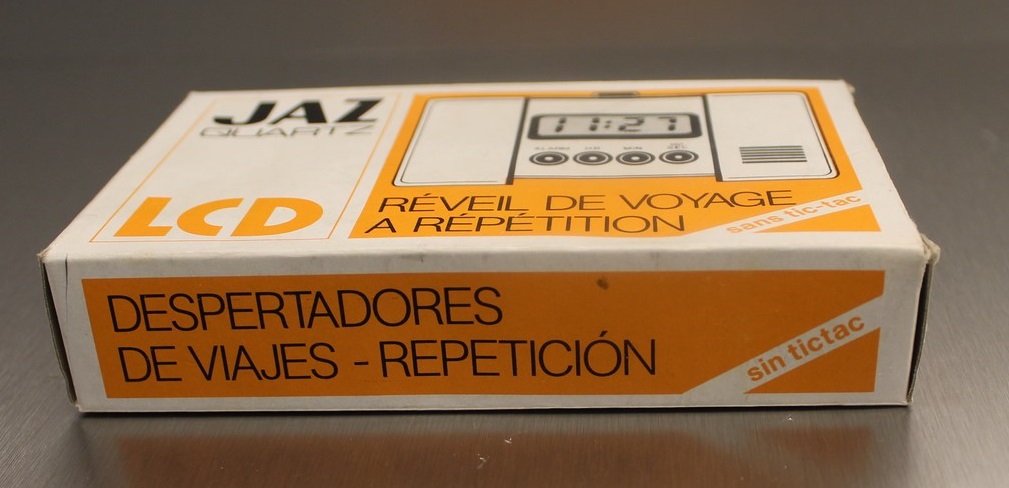 JAZ
QUARTZ
LCD
11:27
ALARM HR MIN
RÉVEIL DE VOYAGE
A RÉPÉTITION
sans tic-tac
DESPERTADORES
DE VIAJES - REPETICIÓN
sin tictac